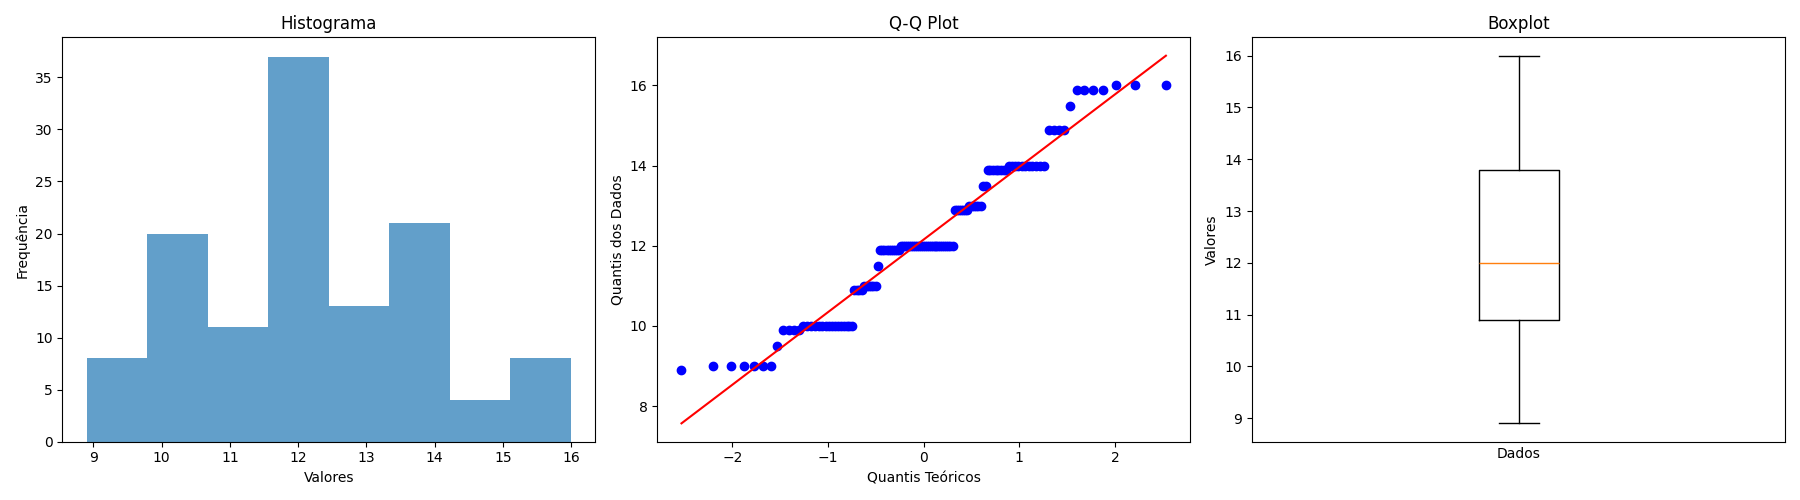 Histograma
Frequência
35
30
25
20
15
10
5
0
9 10 11 12 13 14 15 16
Valores
Q-Q Plot
Quantis dos Dados
16
14
12
10
8
−2 −1 0 1 2
Quantis Teóricos
Boxplot
Valores
16
15
14
13
12
11
10
9
Dados